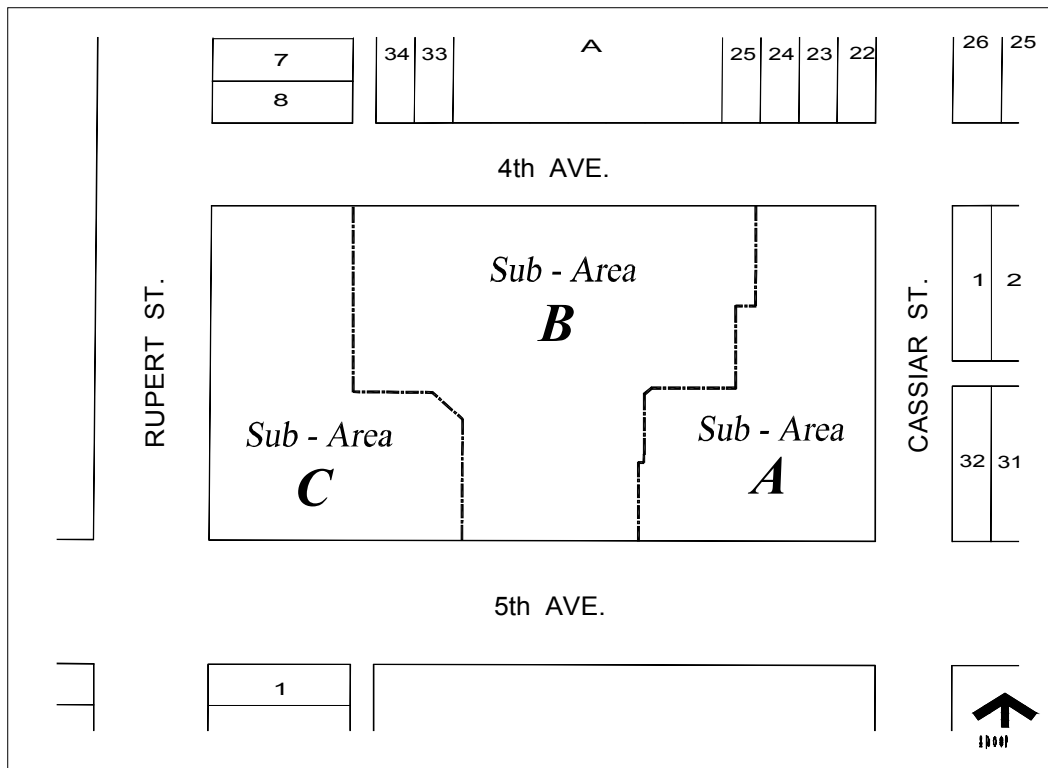 7
8
34 33
A
25 24 23 22
26 25
4th AVE.
Sub - Area
B
RUPERT ST.
CASSIAR ST.
1 2
Sub - Area
C
Sub - Area
A
32 31
5th AVE.
1